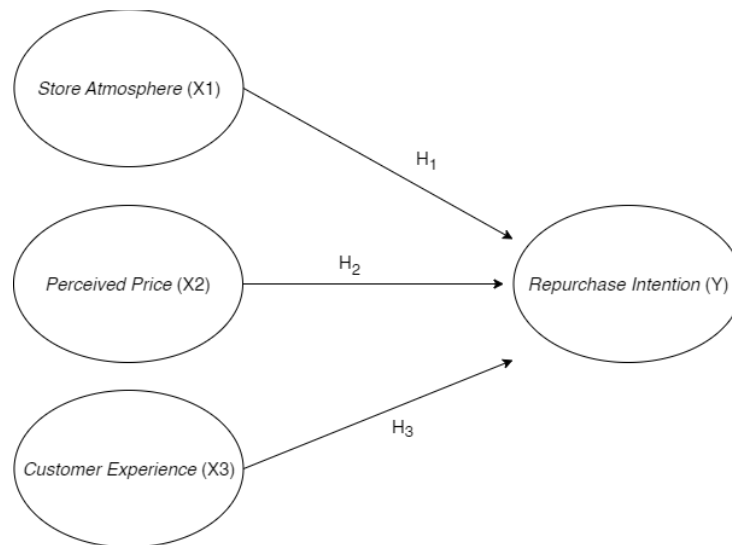 Store Atmosphere (X1)
H1
Perceived Price (X2)
H2
Repurchase Intention (Y)
H3
Customer Experience (X3)